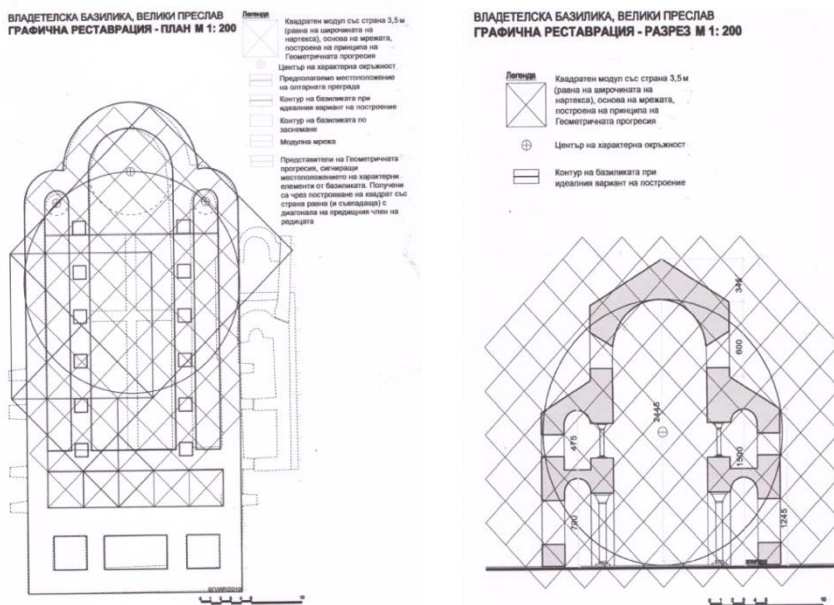 ВЛАДЕТЕЛСКА БАЗИЛИКА, ВЕЛИКИ ПРЕСЛАВ
ГРАФИЧНА РЕСТАВРАЦИЯ - ПЛАН М 1: 200
Легенда
Квадратен модул със страна 3,5 м
(равна на широчината на
нартекса), основа на мрежата,
построена на принципа на
Геометричната прогресия
Център на характерна окръжност
Предполагаемо местоположение
на олтарната преграда
Контур на базиликата при
идеалния вариант на построение
Контур на базиликата по
заснемане
Модулна мрежа
Представители на Геометричната
прогресия, сигниращи
местоположението на характерни
елементи от базиликата. Получени
са чрез построяване на квадрат със
страна равна (и съвпадаща) с
диагонала на предищния член на
редицата
ВЛАДЕТЕЛСКА БАЗИЛИКА, ВЕЛИКИ ПРЕСЛАВ
ГРАФИЧНА РЕСТАВРАЦИЯ - РАЗРЕЗ М 1: 200
Легенда
Квадратен модул със страна 3,5 м
(равна на широчината на
нартекса), основа на мрежата,
построена на принципа на
Геометричната прогресия
Център на характерна окръжност
Контур на базиликата при
идеалния вариант на построение
345
600
2445
475
1500
790
1245